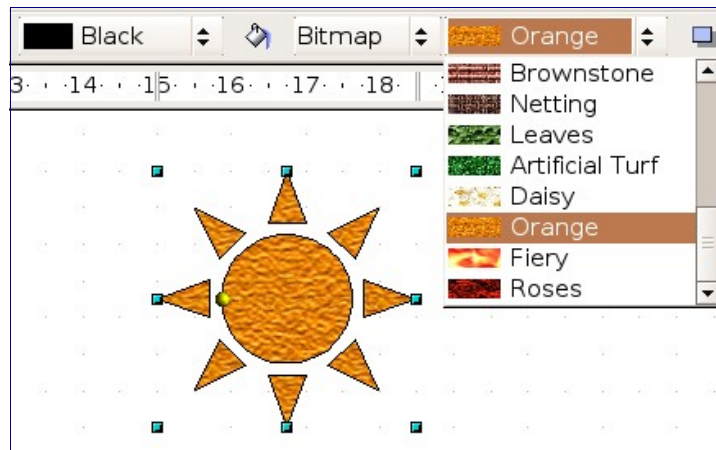 Black Bitmap Orange
3 14 15 16 17 18
Brownstone
Netting
Leaves
Artificial Turf
Daisy
Orange
Fiery
Roses